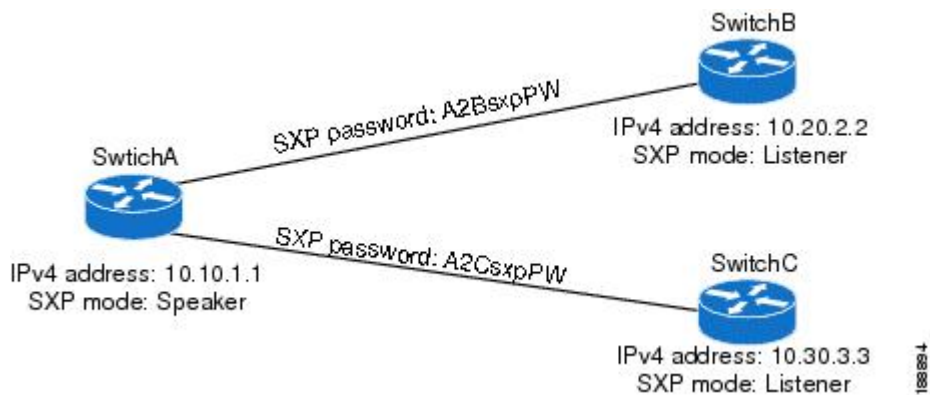 SwitchB
SXP password: A2BsxpPW
IPv4 address: 10.20.2.2
SXP mode: Listener
SwtichA
SXP password: A2CsxpPW
IPv4 address: 10.10.1.1
SXP mode: Speaker
SwitchC
IPv4 address: 10.30.3.3
SXP mode: Listener
188894